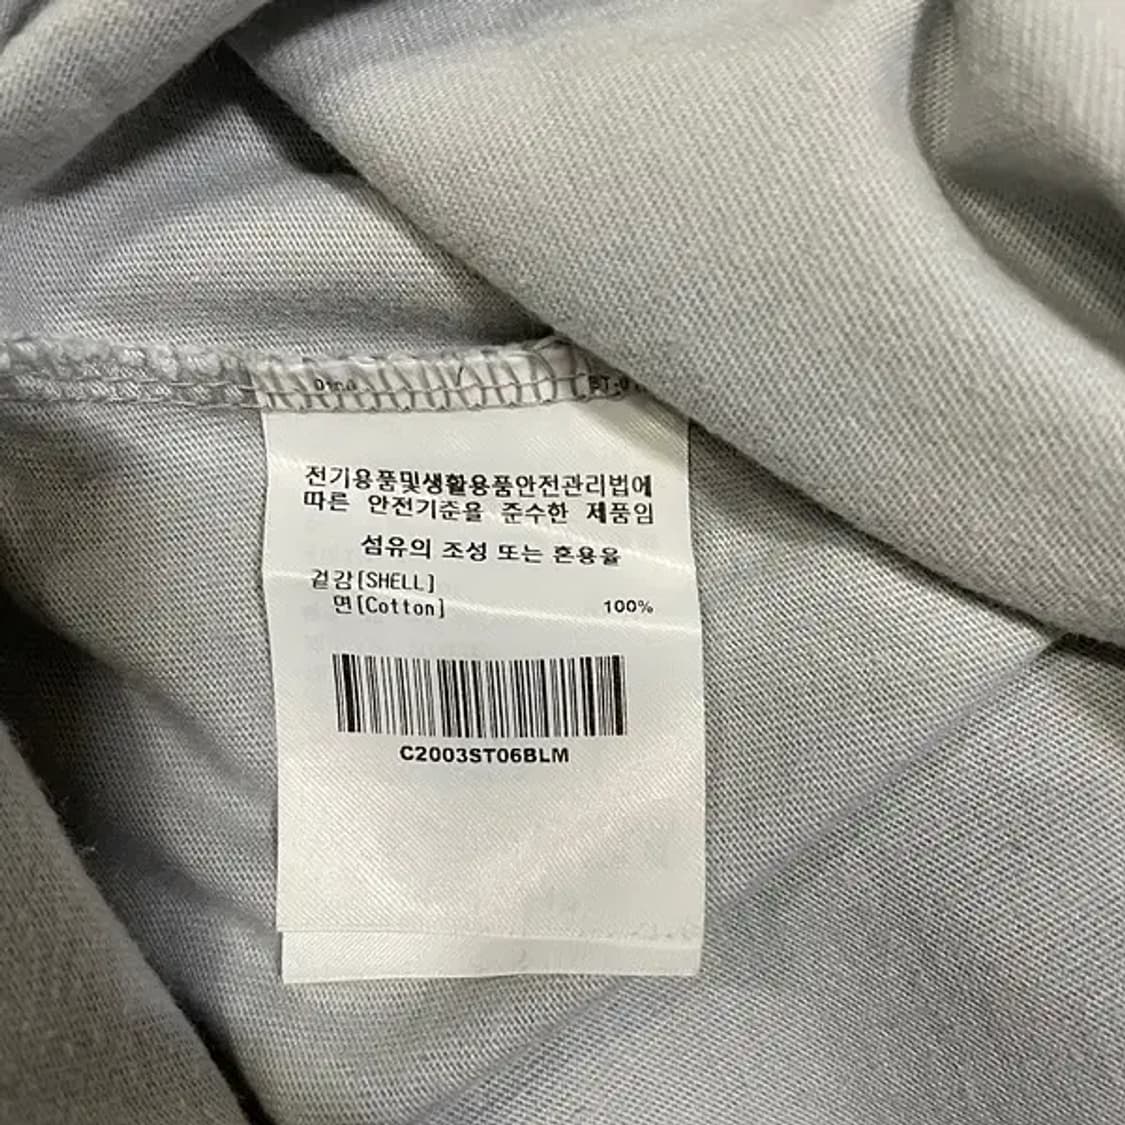 전기용품및생활용품안전관리법에
따른 안전기준을 준수한 제품임
섬유의 조성 또는 혼용율
겉감[SHELL]
면[Cotton] 100%
C2003ST06BLM